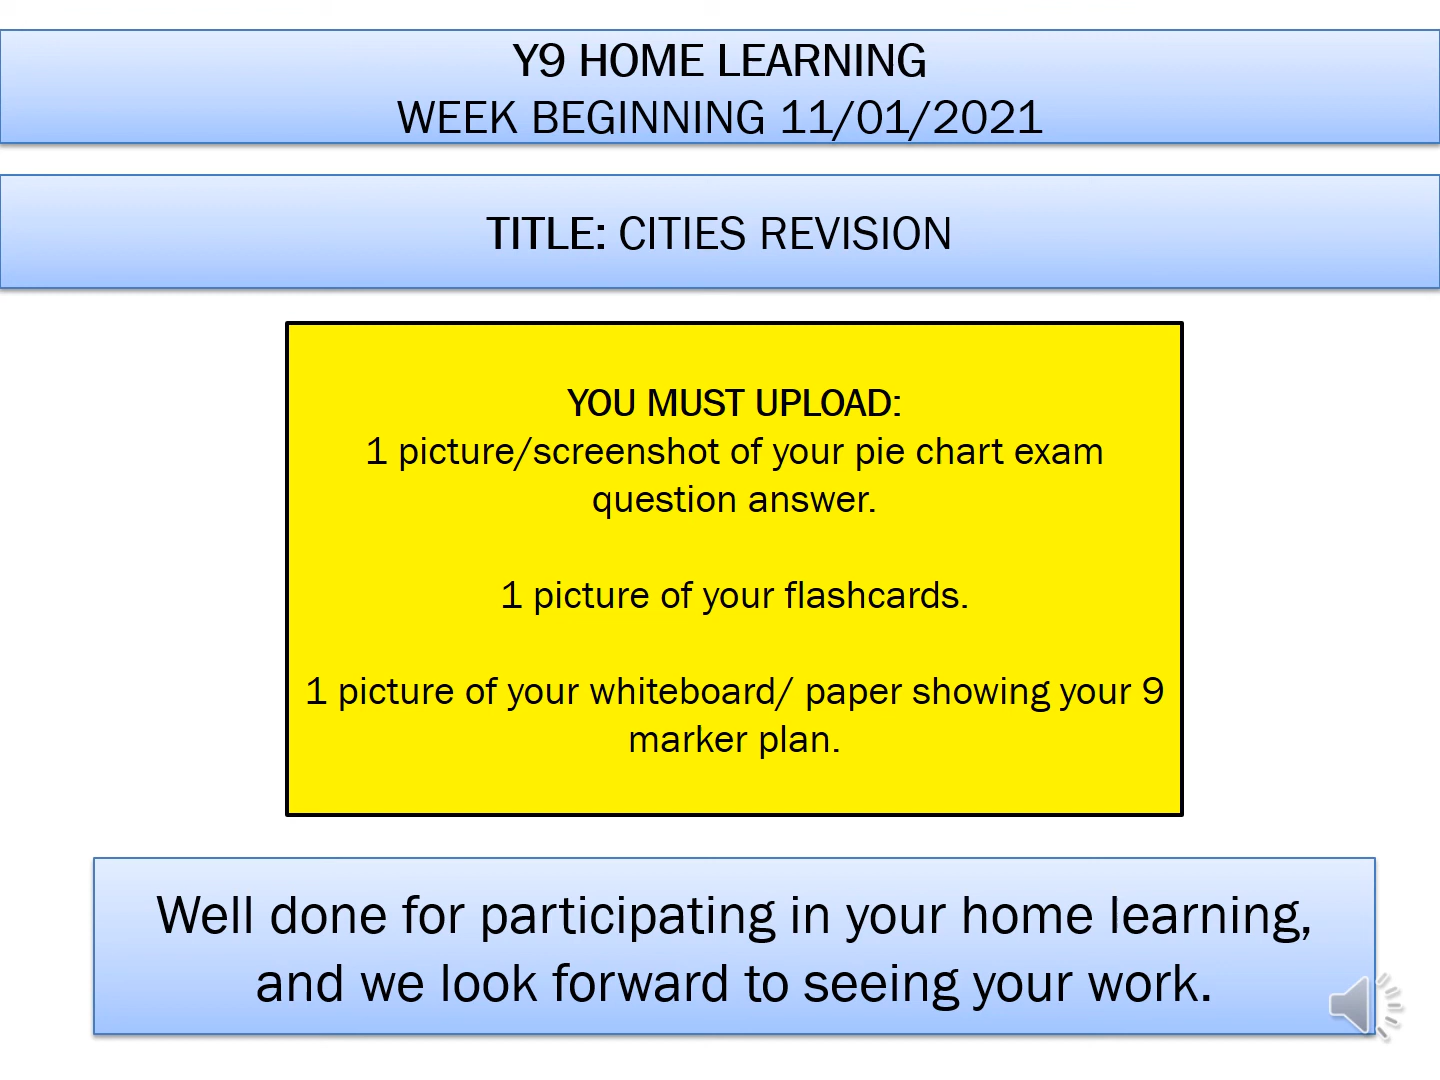 Y9 HOME LEARNING
WEEK BEGINNING 11/01/2021
TITLE: CITIES REVISION
YOU MUST UPLOAD:
1 picture/screenshot of your pie chart exam
question answer.
1 picture of your flashcards.
1 picture of your whiteboard/ paper showing your 9
marker plan.
Well done for participating in your home learning,
and we look forward to seeing your work.